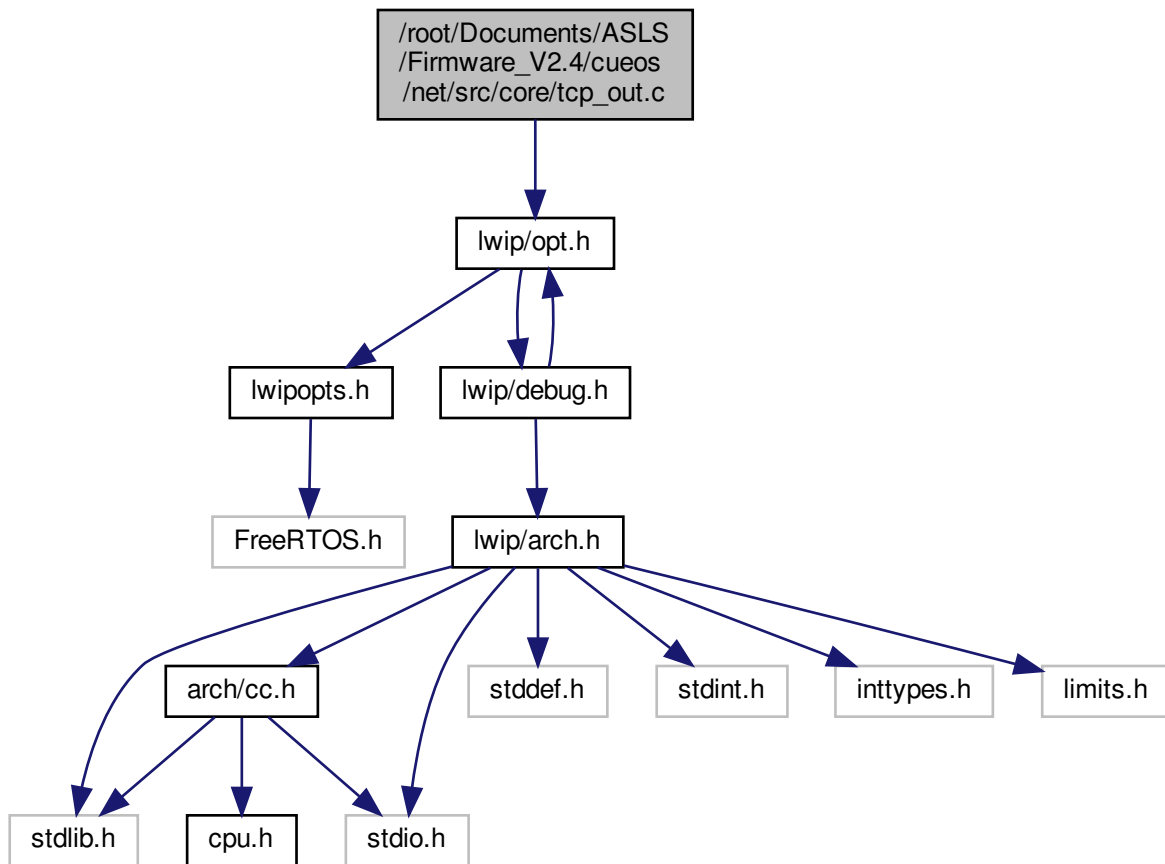 /root/Documents/ASLS
/Firmware_V2.4/cueos
/net/src/core/tcp_out.c
lwip/opt.h
lwipopts.h
lwip/debug.h
FreeRTOS.h
lwip/arch.h
arch/cc.h
stddef.h
stdint.h
inttypes.h
limits.h
stdlib.h
cpu.h
stdio.h